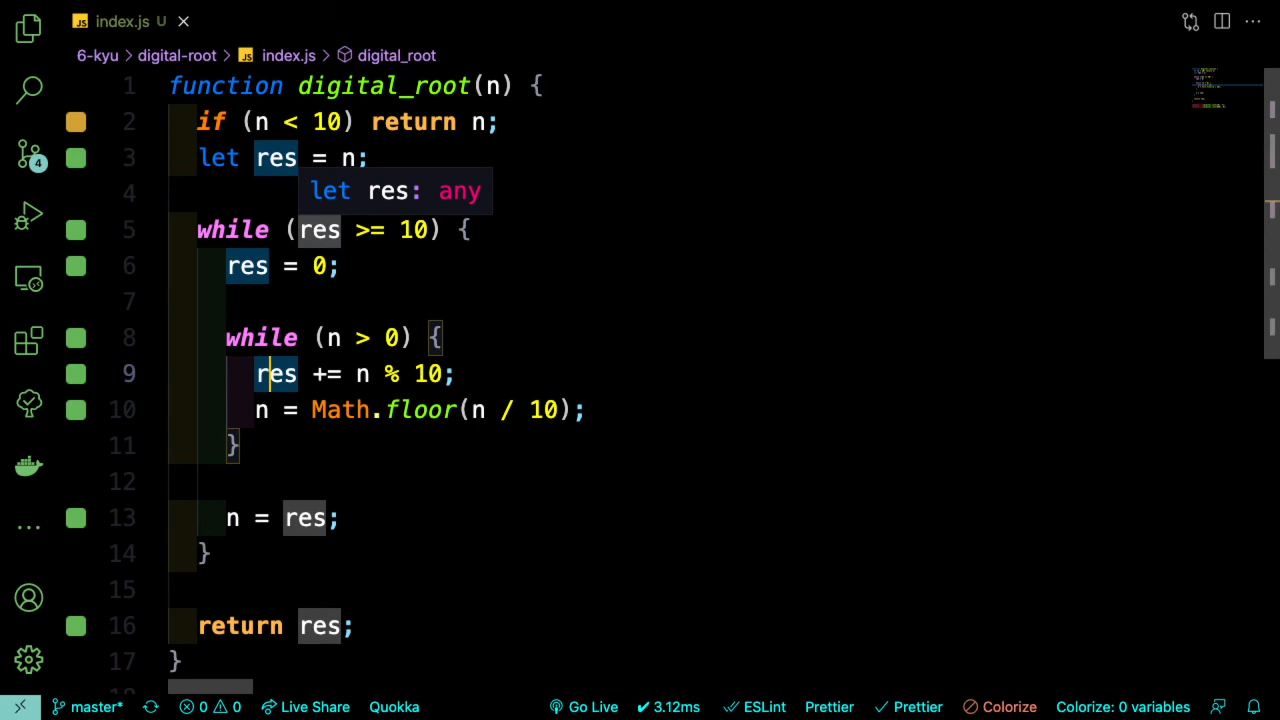 JS index.js U
6-kyu > digital-root > JS index.js > digital_root
1 function digital_root(n) {
2 if (n < 10) return n;
3 let res = n;
let res: any
4
5 while (res >= 10) {
6 res = 0;
7
8 while (n > 0) {
9 res += n % 10;
10 n = Math.floor(n / 10);
11 }
12
13 n = res;
14 }
15
16 return res;
17 }
4
master* 0 0 Live Share Quokka Go Live 3.12ms ESLint Prettier Prettier Colorize Colorize: 0 variables